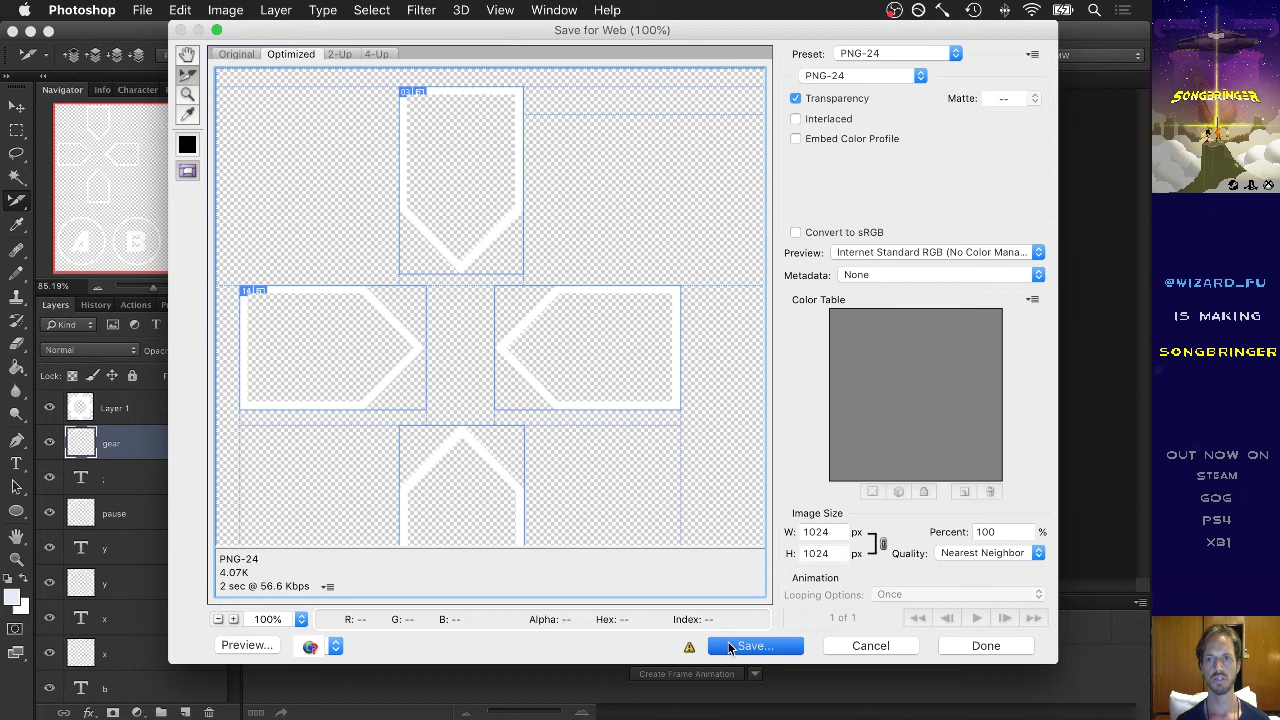 Photoshop File Edit Image Layer Type Select Filter 3D View Window Help
Save for Web (100%)
Original Optimized 2-Up 4-Up
Preset: PNG-24
PNG-24
Transparency Matte: --
Interlaced
Embed Color Profile
Convert to sRGB
Preview: Internet Standard RGB (No Color Mana...
Metadata: None
Color Table
Image Size
W: 1024 px Percent: 100 %
H: 1024 px Quality: Nearest Neighbor
Animation
Looping Options: Once
1 of 1
PNG-24
4.07K
2 sec @ 56.6 Kbps
100% R: -- G: -- B: -- Alpha: -- Hex: -- Index: --
Preview... Save... Cancel Done
Create Frame Animation
Navigator Info Charact
A B
85.19%
Layers History Actions
Kind
Normal Opac
Lock:
Layer 1
gear
;
pause
y
y
x
x
b
fx
SONGBRINGER
@WIZARD_FU
IS MAKING
SONGBRINGER
OUT NOW ON
STEAM
GOG
PS4
XB1